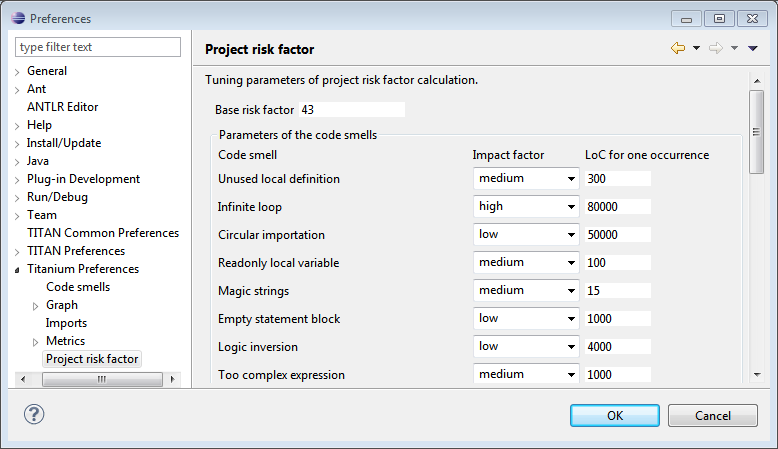 Preferences
type filter text
General
Ant
ANTLR Editor
Help
Install/Update
Java
Plug-in Development
Run/Debug
Team
TITAN Common Preferences
TITAN Preferences
Titanium Preferences
Code smells
Graph
Imports
Metrics
Project risk factor
Project risk factor
Tuning parameters of project risk factor calculation.
Base risk factor 43
Parameters of the code smells
Code smell Impact factor LoC for one occurrence
Unused local definition medium 300
Infinite loop high 80000
Circular importation low 50000
Readonly local variable medium 100
Magic strings medium 15
Empty statement block low 1000
Logic inversion low 4000
Too complex expression medium 1000
?
OK Cancel